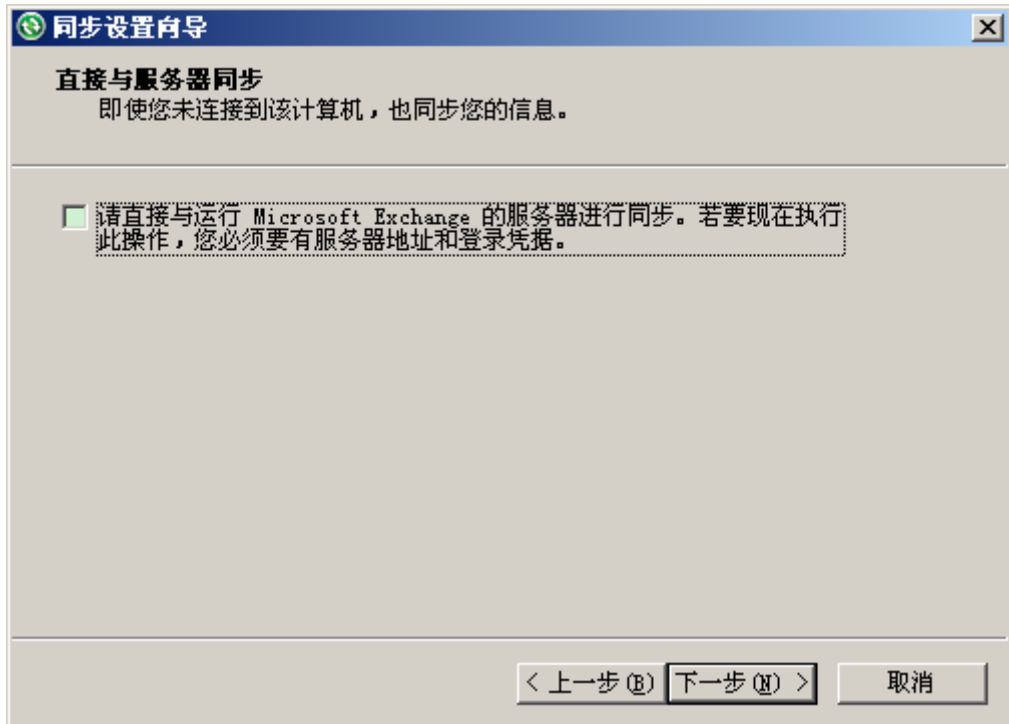 同步设置向导
直接与服务器同步
即使您未连接到该计算机，也同步您的信息。
请直接与运行 Microsoft Exchange 的服务器进行同步。若要现在执行
此操作，您必须要有服务器地址和登录凭据。
< 上一步(B) 下一步(N) > 取消